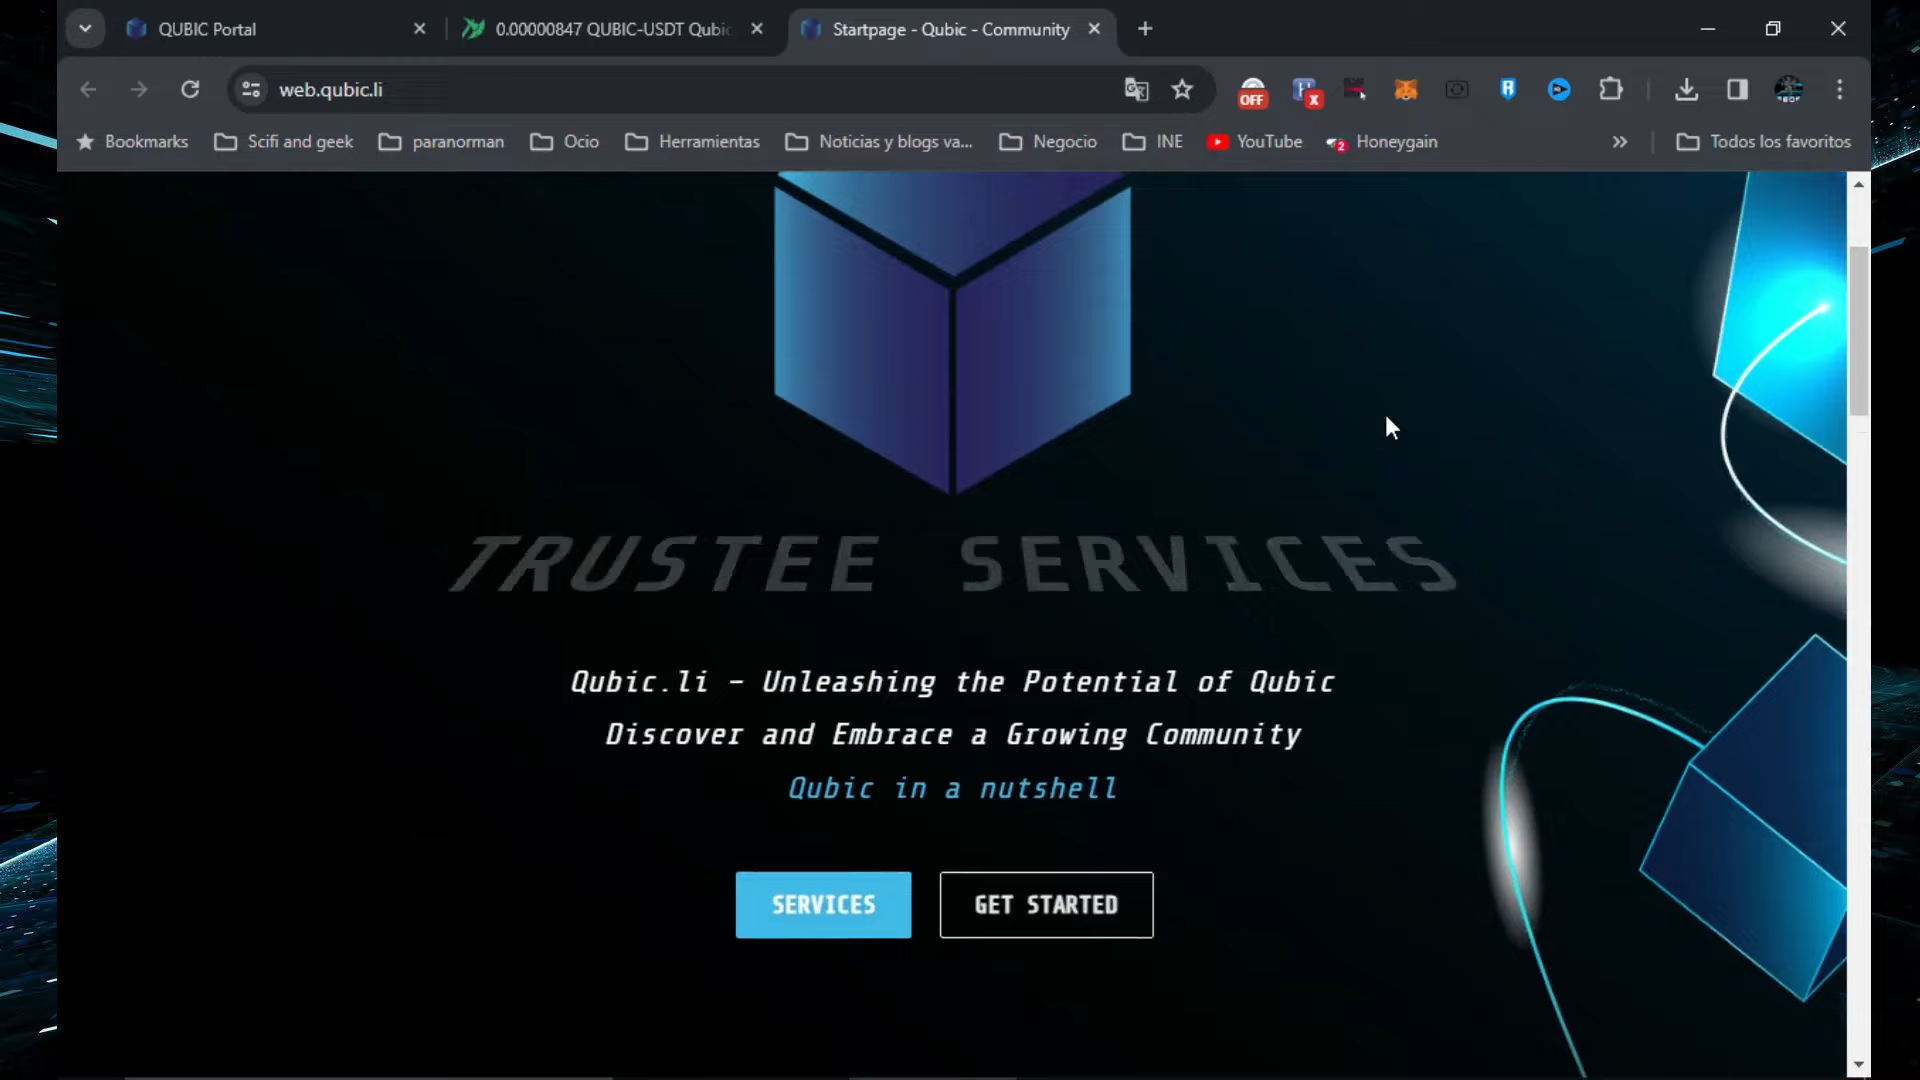 QUBIC Portal
0.00000847 QUBIC-USDT Qubic
Startpage - Qubic - Community
web.qubic.li
OFF
X
Bookmarks
Scifi and geek
paranorman
Ocio
Herramientas
Noticias y blogs va...
Negocio
INE
YouTube
2
Honeygain
»
Todos los favoritos
TRUSTEE SERVICES
Qubic.li - Unleashing the Potential of Qubic
Discover and Embrace a Growing Community
Qubic in a nutshell
SERVICES
GET STARTED